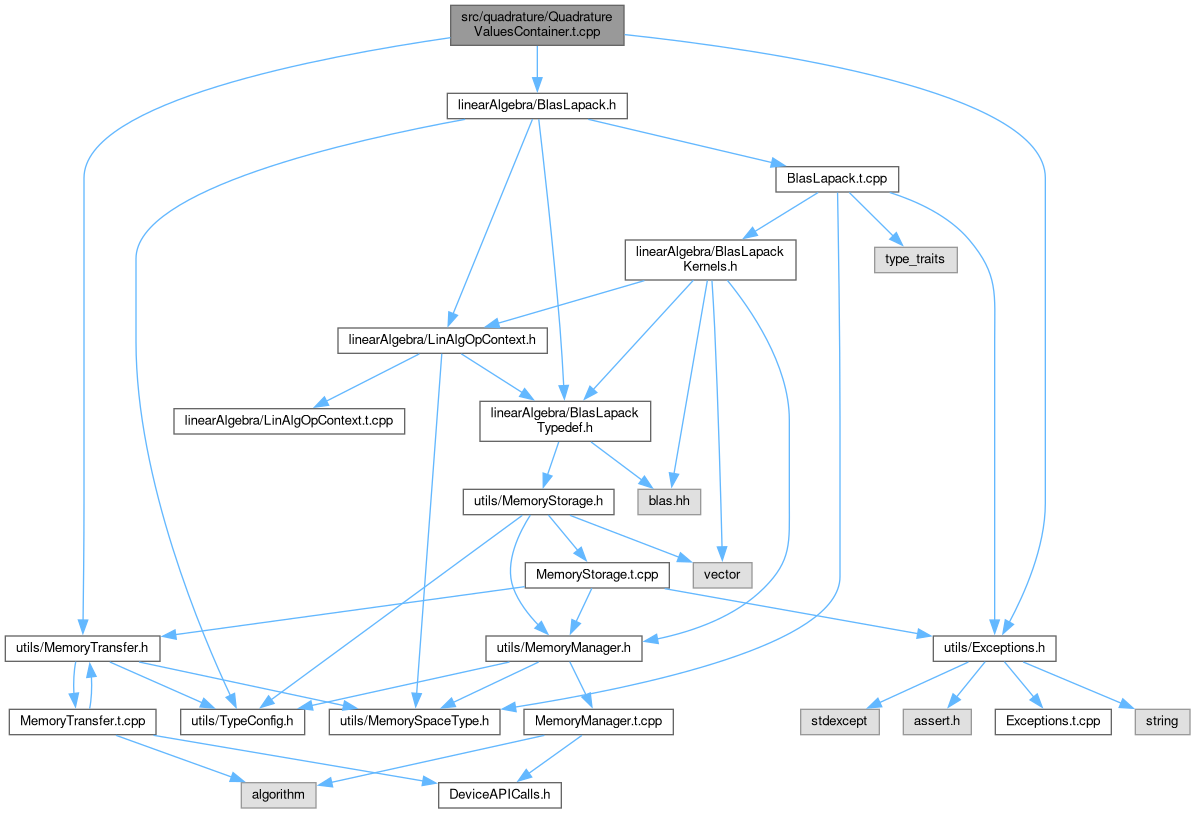 src/quadrature/Quadrature
ValuesContainer.t.cpp
linearAlgebra/BlasLapack.h
BlasLapack.t.cpp
linearAlgebra/BlasLapack
Kernels.h
type_traits
linearAlgebra/LinAlgOpContext.h
linearAlgebra/LinAlgOpContext.t.cpp
linearAlgebra/BlasLapack
Typedef.h
utils/MemoryStorage.h
blas.hh
MemoryStorage.t.cpp
vector
utils/MemoryTransfer.h
utils/MemoryManager.h
utils/Exceptions.h
MemoryTransfer.t.cpp
utils/TypeConfig.h
utils/MemorySpaceType.h
MemoryManager.t.cpp
stdexcept
assert.h
Exceptions.t.cpp
string
algorithm
DeviceAPICalls.h